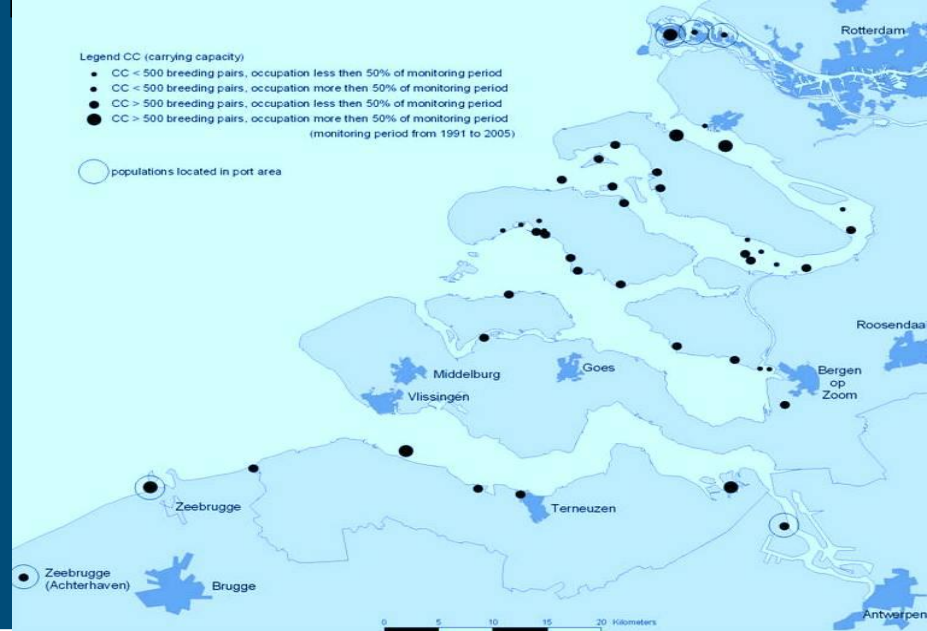 Rotterdam
Legend CC (carrying capacity)
CC < 500 breeding pairs, occupation less then 50% of monitoring period
CC < 500 breeding pairs, occupation more then 50% of monitoring period
CC > 500 breeding pairs, occupation less then 50% of monitoring period
CC > 500 breeding pairs, occupation more then 50% of monitoring period
(monitoring period from 1991 to 2005)
populations located in port area
Roosendaal
Middelburg
Goes
Bergen
op
Zoom
Vlissingen
Zeebrugge
Terneuzen
Zeebrugge
(Achterhaven)
Brugge
Antwerpen
0 5 10 15 20 Kilometers